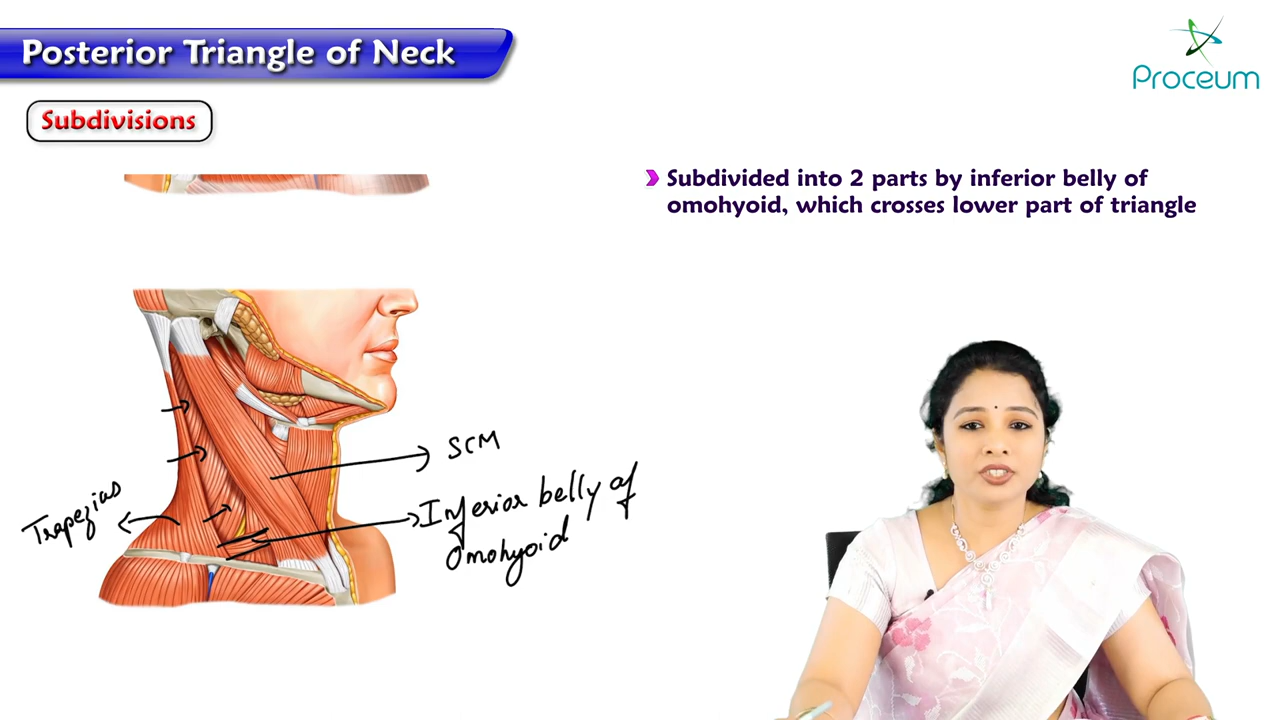 Posterior Triangle of Neck
Proceum
Subdivisions
Subdivided into 2 parts by inferior belly of
omohyoid, which crosses lower part of triangle
SCM
Trapezius
Inferior belly of
omohyoid